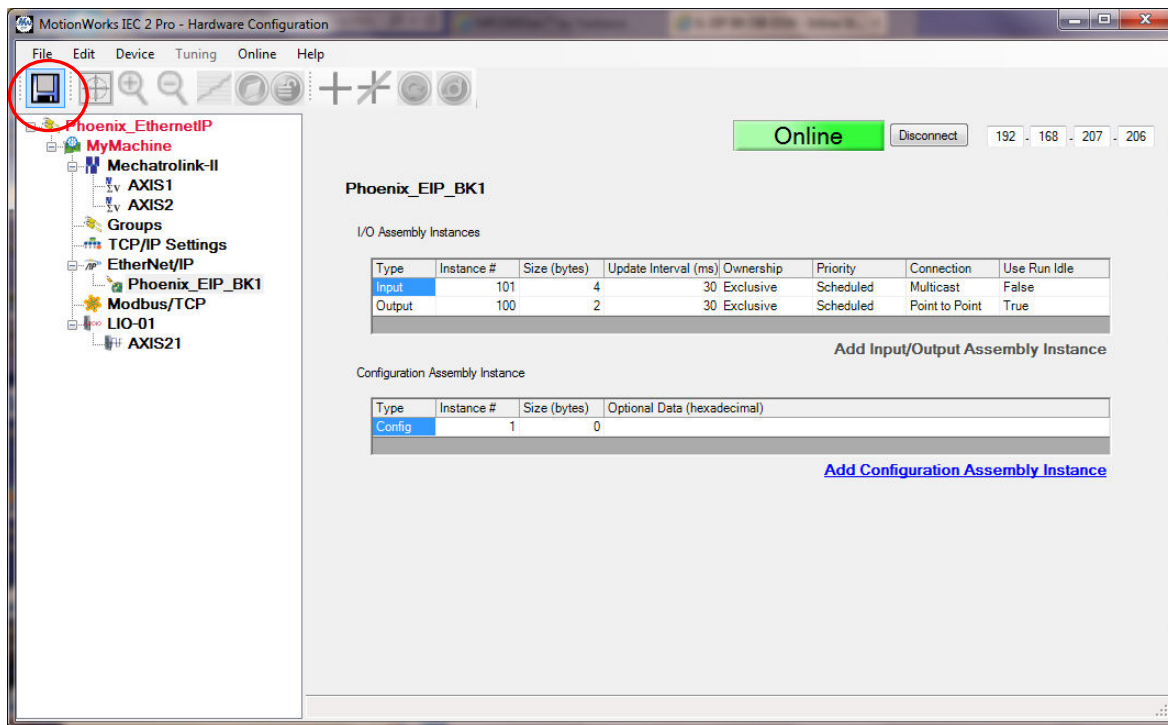 MotionWorks IEC 2 Pro - Hardware Configuration
File Edit Device Tuning Online Help
Phoenix_EthernetIP
MyMachine
Mechatrolink-II
AXIS1
AXIS2
Groups
TCP/IP Settings
EtherNet/IP
Phoenix_EIP_BK1
Modbus/TCP
LIO-01
AXIS21
Online Disconnect 192 . 168 . 207 . 206
Phoenix_EIP_BK1
I/O Assembly Instances
Type Instance # Size (bytes) Update Interval (ms) Ownership Priority Connection Use Run Idle
Input 101 4 30 Exclusive Scheduled Multicast False
Output 100 2 30 Exclusive Scheduled Point to Point True
Add Input/Output Assembly Instance
Configuration Assembly Instance
Type Instance # Size (bytes) Optional Data (hexadecimal)
Config 1 0
Add Configuration Assembly Instance